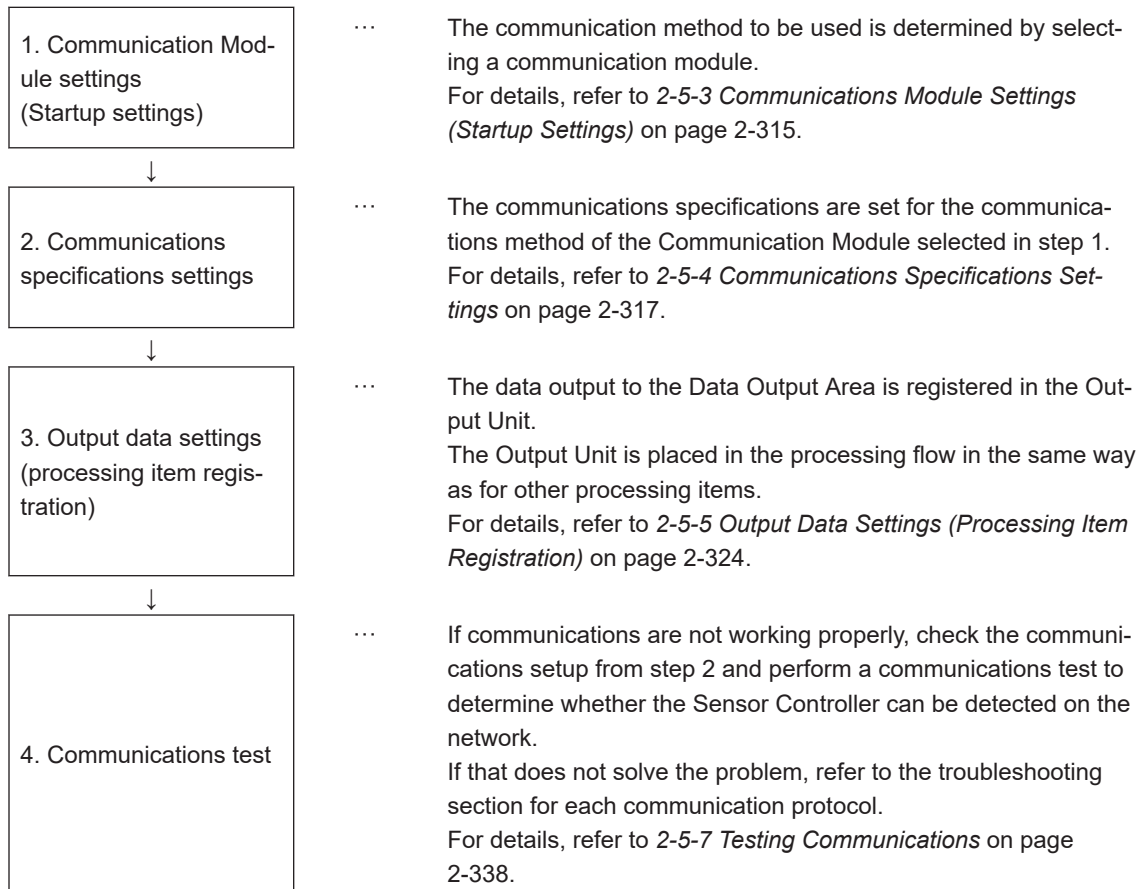 1. Communication Mod-
ule settings
(Startup settings)
… The communication method to be used is determined by select-
ing a communication module.
For details, refer to 2-5-3 Communications Module Settings
(Startup Settings) on page 2-315.
↓
2. Communications
specifications settings
… The communications specifications are set for the communica-
tions method of the Communication Module selected in step 1.
For details, refer to 2-5-4 Communications Specifications Set-
tings on page 2-317.
↓
3. Output data settings
(processing item regis-
tration)
… The data output to the Data Output Area is registered in the Out-
put Unit.
The Output Unit is placed in the processing flow in the same way
as for other processing items.
For details, refer to 2-5-5 Output Data Settings (Processing Item
Registration) on page 2-324.
↓
4. Communications test
… If communications are not working properly, check the communi-
cations setup from step 2 and perform a communications test to
determine whether the Sensor Controller can be detected on the
network.
If that does not solve the problem, refer to the troubleshooting
section for each communication protocol.
For details, refer to 2-5-7 Testing Communications on page
2-338.